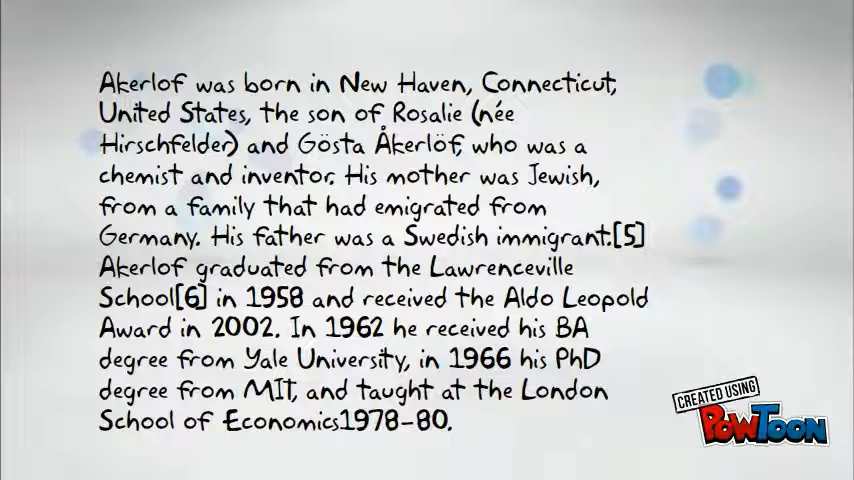 Akerlof was born in New Haven, Connecticut,
United States, the son of Rosalie (née
Hirschfelder) and Gösta Åkerlöf, who was a
chemist and inventor. His mother was Jewish,
from a family that had emigrated from
Germany. His father was a Swedish immigrant.[5]
Akerlof graduated from the Lawrenceville
School[6] in 1958 and received the Aldo Leopold
Award in 2002. In 1962 he received his BA
degree from Yale University, in 1966 his PhD
degree from MIT, and taught at the London
School of Economics1978-80.
CREATED USING
POWTOON